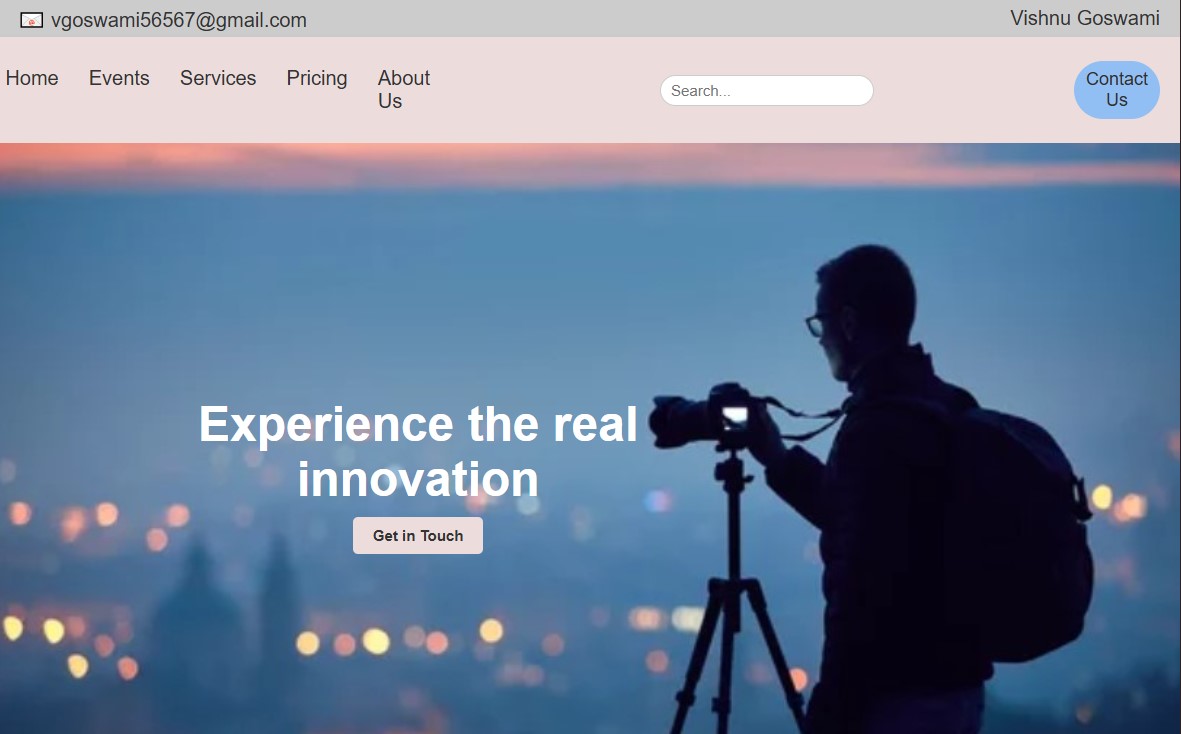 vgoswami56567@gmail.com
Vishnu Goswami
Home
Events
Services
Pricing
About
Us
Search...
Contact
Us
Experience the real
innovation
Get in Touch